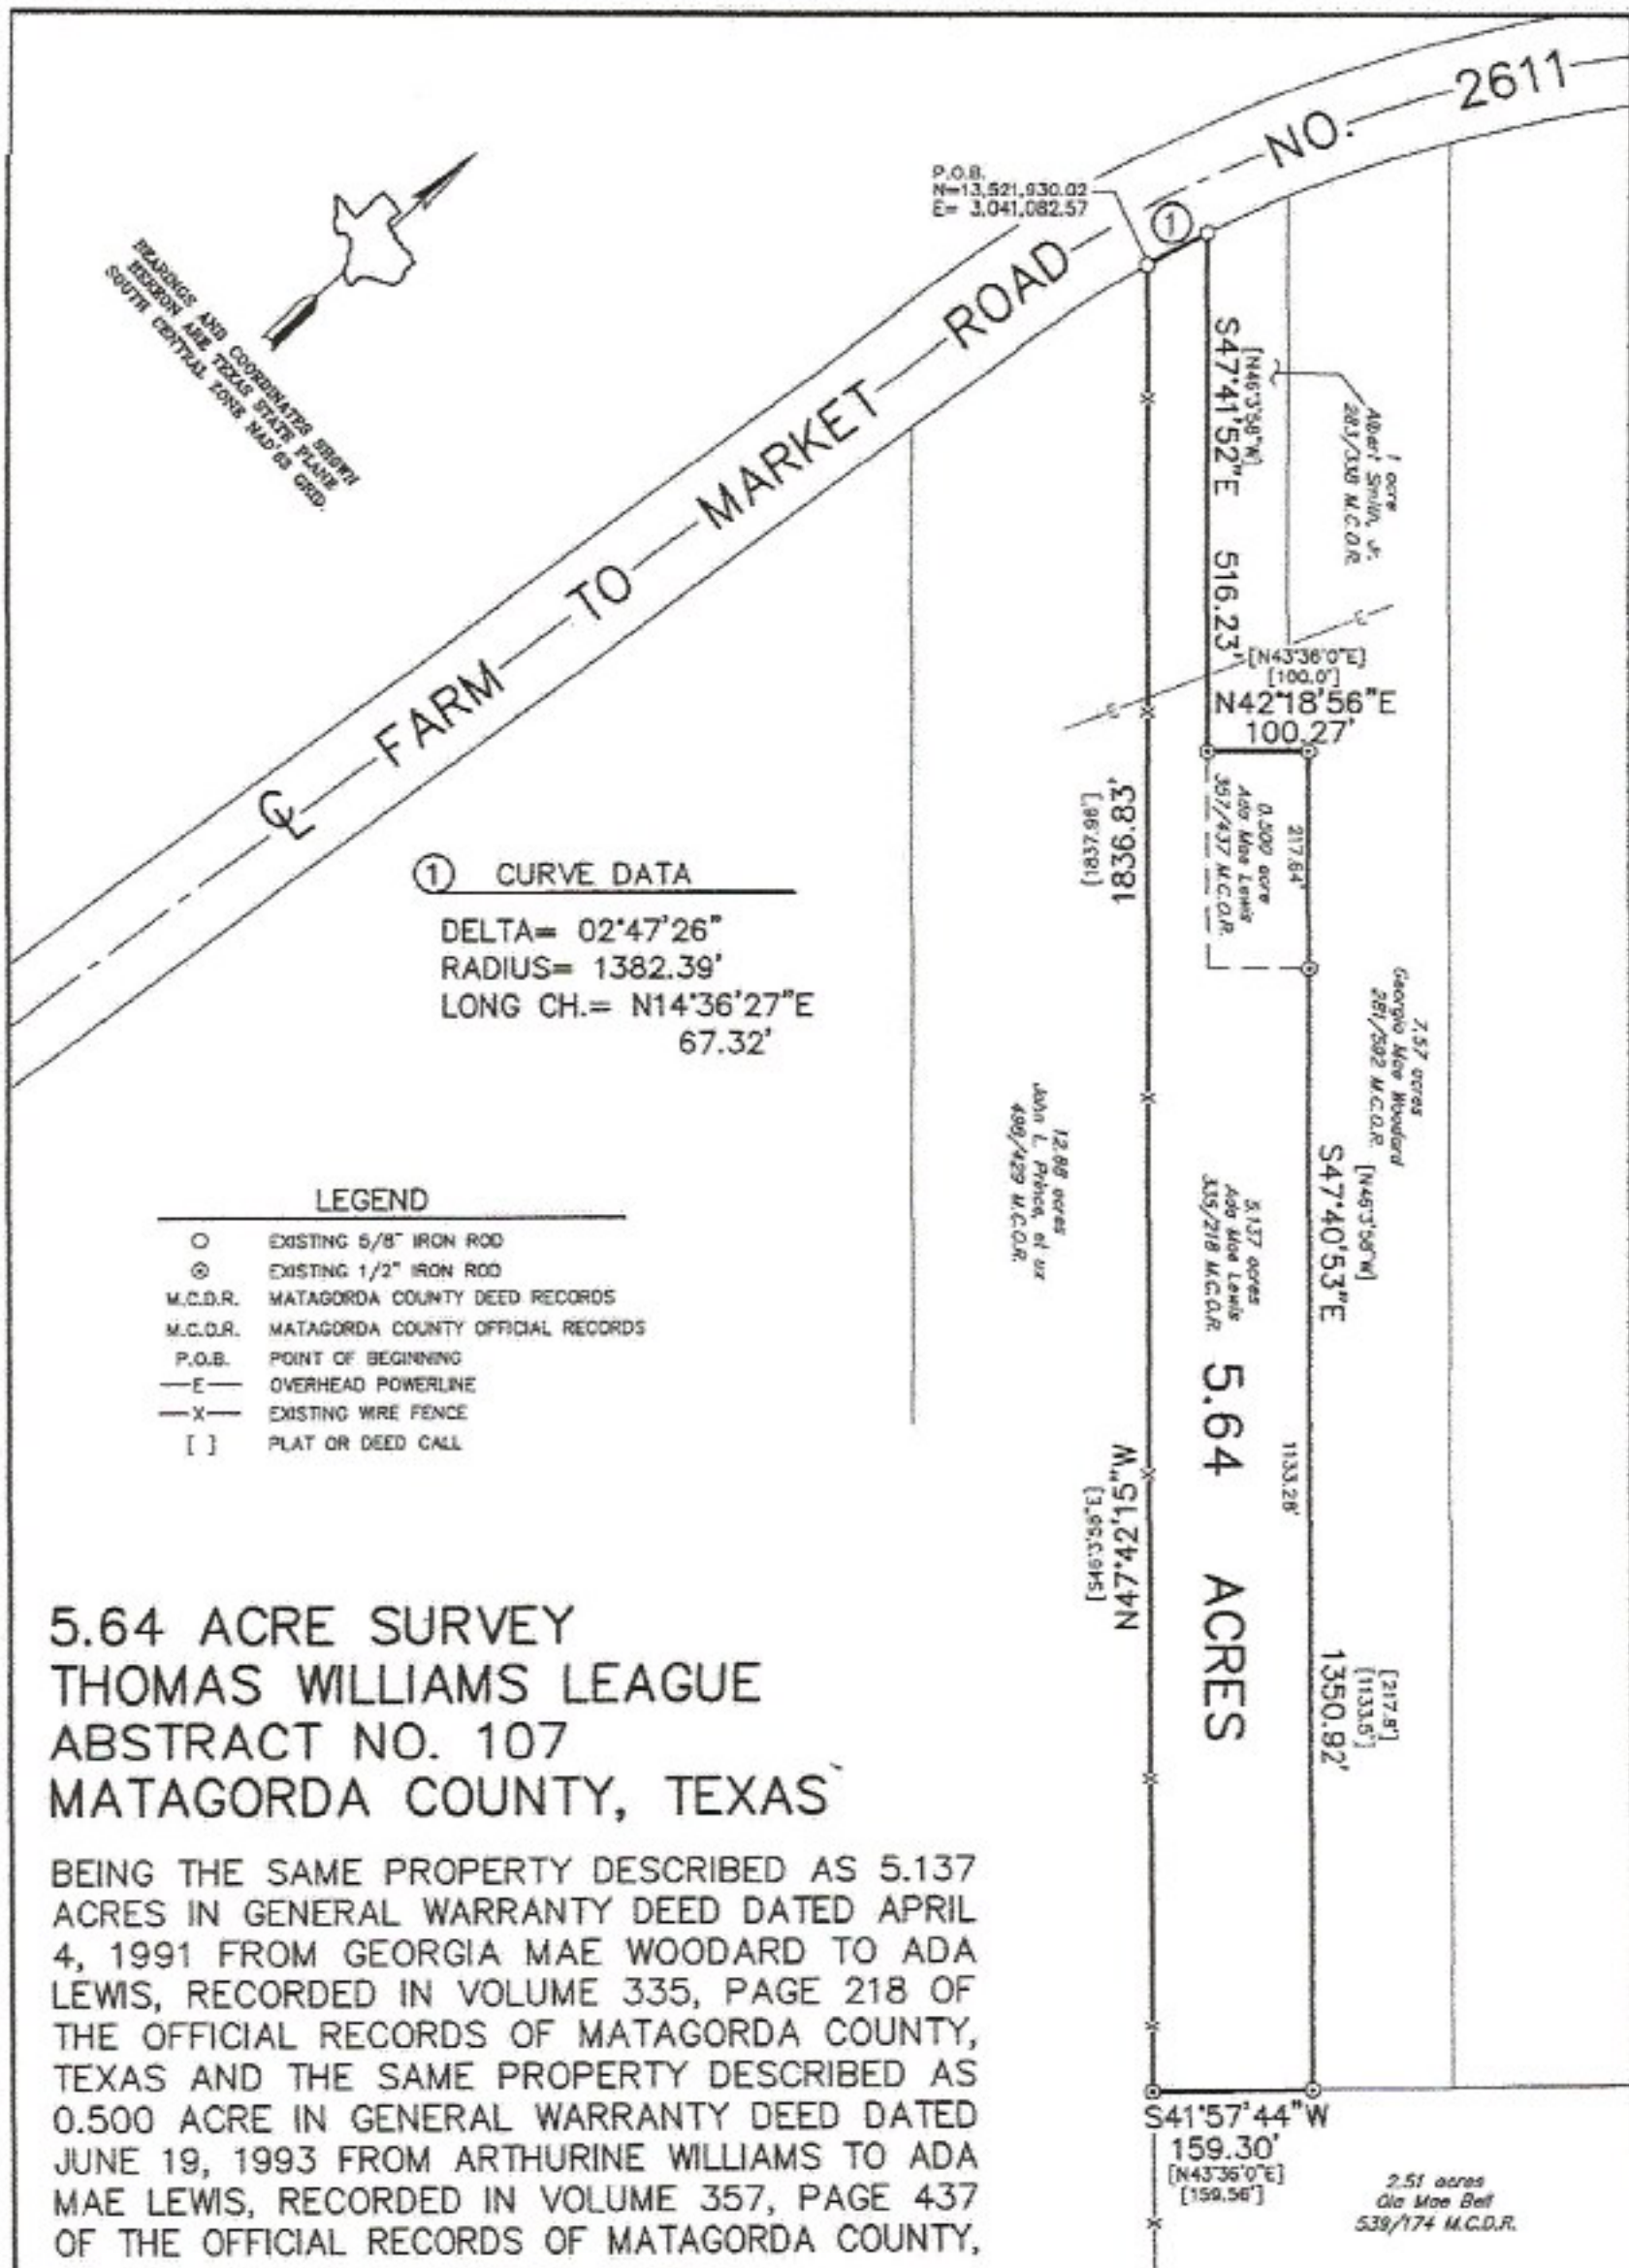 FARM TO MARKET ROAD NO. 2611
P.O.B.
N=13,521,930.02
E= 3,041,082.57
1
BEARINGS AND COORDINATES SHOWN
HEREON ARE TEXAS STATE PLANE
SOUTH CENTRAL ZONE NAD'83 GRID.
[N46°3'58"W]
S47°41'52"E 516.23'
1 acre
Albert Smith, Jr.
283/338 M.C.O.R.
E
E
[N43°36'0"E]
[100.0']
N42°18'56"E
100.27'
1836.83'
[1837.66']
0.500 acre
Ada Mae Lewis
357/437 M.C.O.R.
217.64'
1 CURVE DATA
DELTA= 02°47'26"
RADIUS= 1382.39'
LONG CH.= N14°36'27"E
67.32'
7.57 acres
Georgia Mae Woodard
281/592 M.C.O.R.
12.88 acres
John L. Prince, et ux
498/429 M.C.O.R.
5.137 acres
Ada Mae Lewis
335/218 M.C.O.R.
[N46°3'58"W]
S47°40'53"E
5.64 ACRES
1133.28'
N47°42'15"W
[S46°3'58"E]
[217.8']
[1133.5']
1350.92'
LEGEND
EXISTING 5/8" IRON ROD
EXISTING 1/2" IRON ROD
M.C.D.R. MATAGORDA COUNTY DEED RECORDS
M.C.O.R. MATAGORDA COUNTY OFFICIAL RECORDS
P.O.B. POINT OF BEGINNING
—E— OVERHEAD POWERLINE
—X— EXISTING WIRE FENCE
[ ] PLAT OR DEED CALL
5.64 ACRE SURVEY
THOMAS WILLIAMS LEAGUE
ABSTRACT NO. 107
MATAGORDA COUNTY, TEXAS
BEING THE SAME PROPERTY DESCRIBED AS 5.137
ACRES IN GENERAL WARRANTY DEED DATED APRIL
4, 1991 FROM GEORGIA MAE WOODARD TO ADA
LEWIS, RECORDED IN VOLUME 335, PAGE 218 OF
THE OFFICIAL RECORDS OF MATAGORDA COUNTY,
TEXAS AND THE SAME PROPERTY DESCRIBED AS
0.500 ACRE IN GENERAL WARRANTY DEED DATED
JUNE 19, 1993 FROM ARTHURINE WILLIAMS TO ADA
MAE LEWIS, RECORDED IN VOLUME 357, PAGE 437
OF THE OFFICIAL RECORDS OF MATAGORDA COUNTY,
S41°57'44"W
159.30'
[N43°36'0"E]
[159.56']
2.51 acres
Ola Mae Bell
539/174 M.C.D.R.